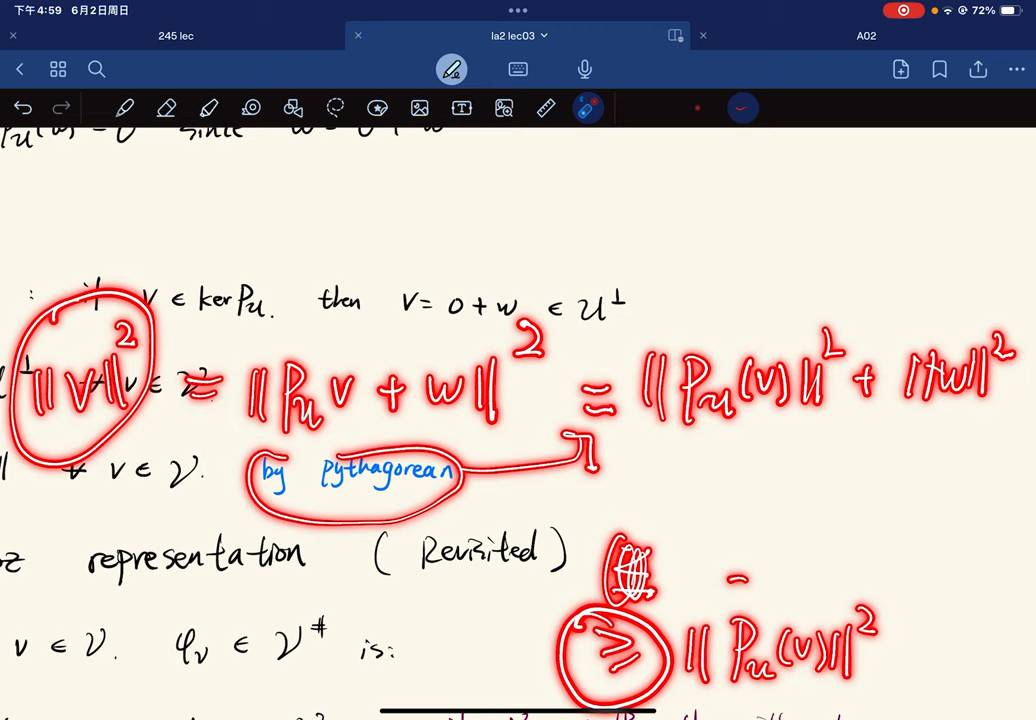 下午4:59 6月2日周日
72%
245 lec
la2 lec03
A02
since
v ∈ ker P_U. then v = 0 + w ∈ U^⊥
||v||^2 = ||P_U v + w||^2 = ||P_U(v)||^2 + ||w||^2
∀ v ∈ V. by pythagorean
representation (Revisited)
≥ ||P_U(v)||^2
v ∈ V. φ_v ∈ V^# is: